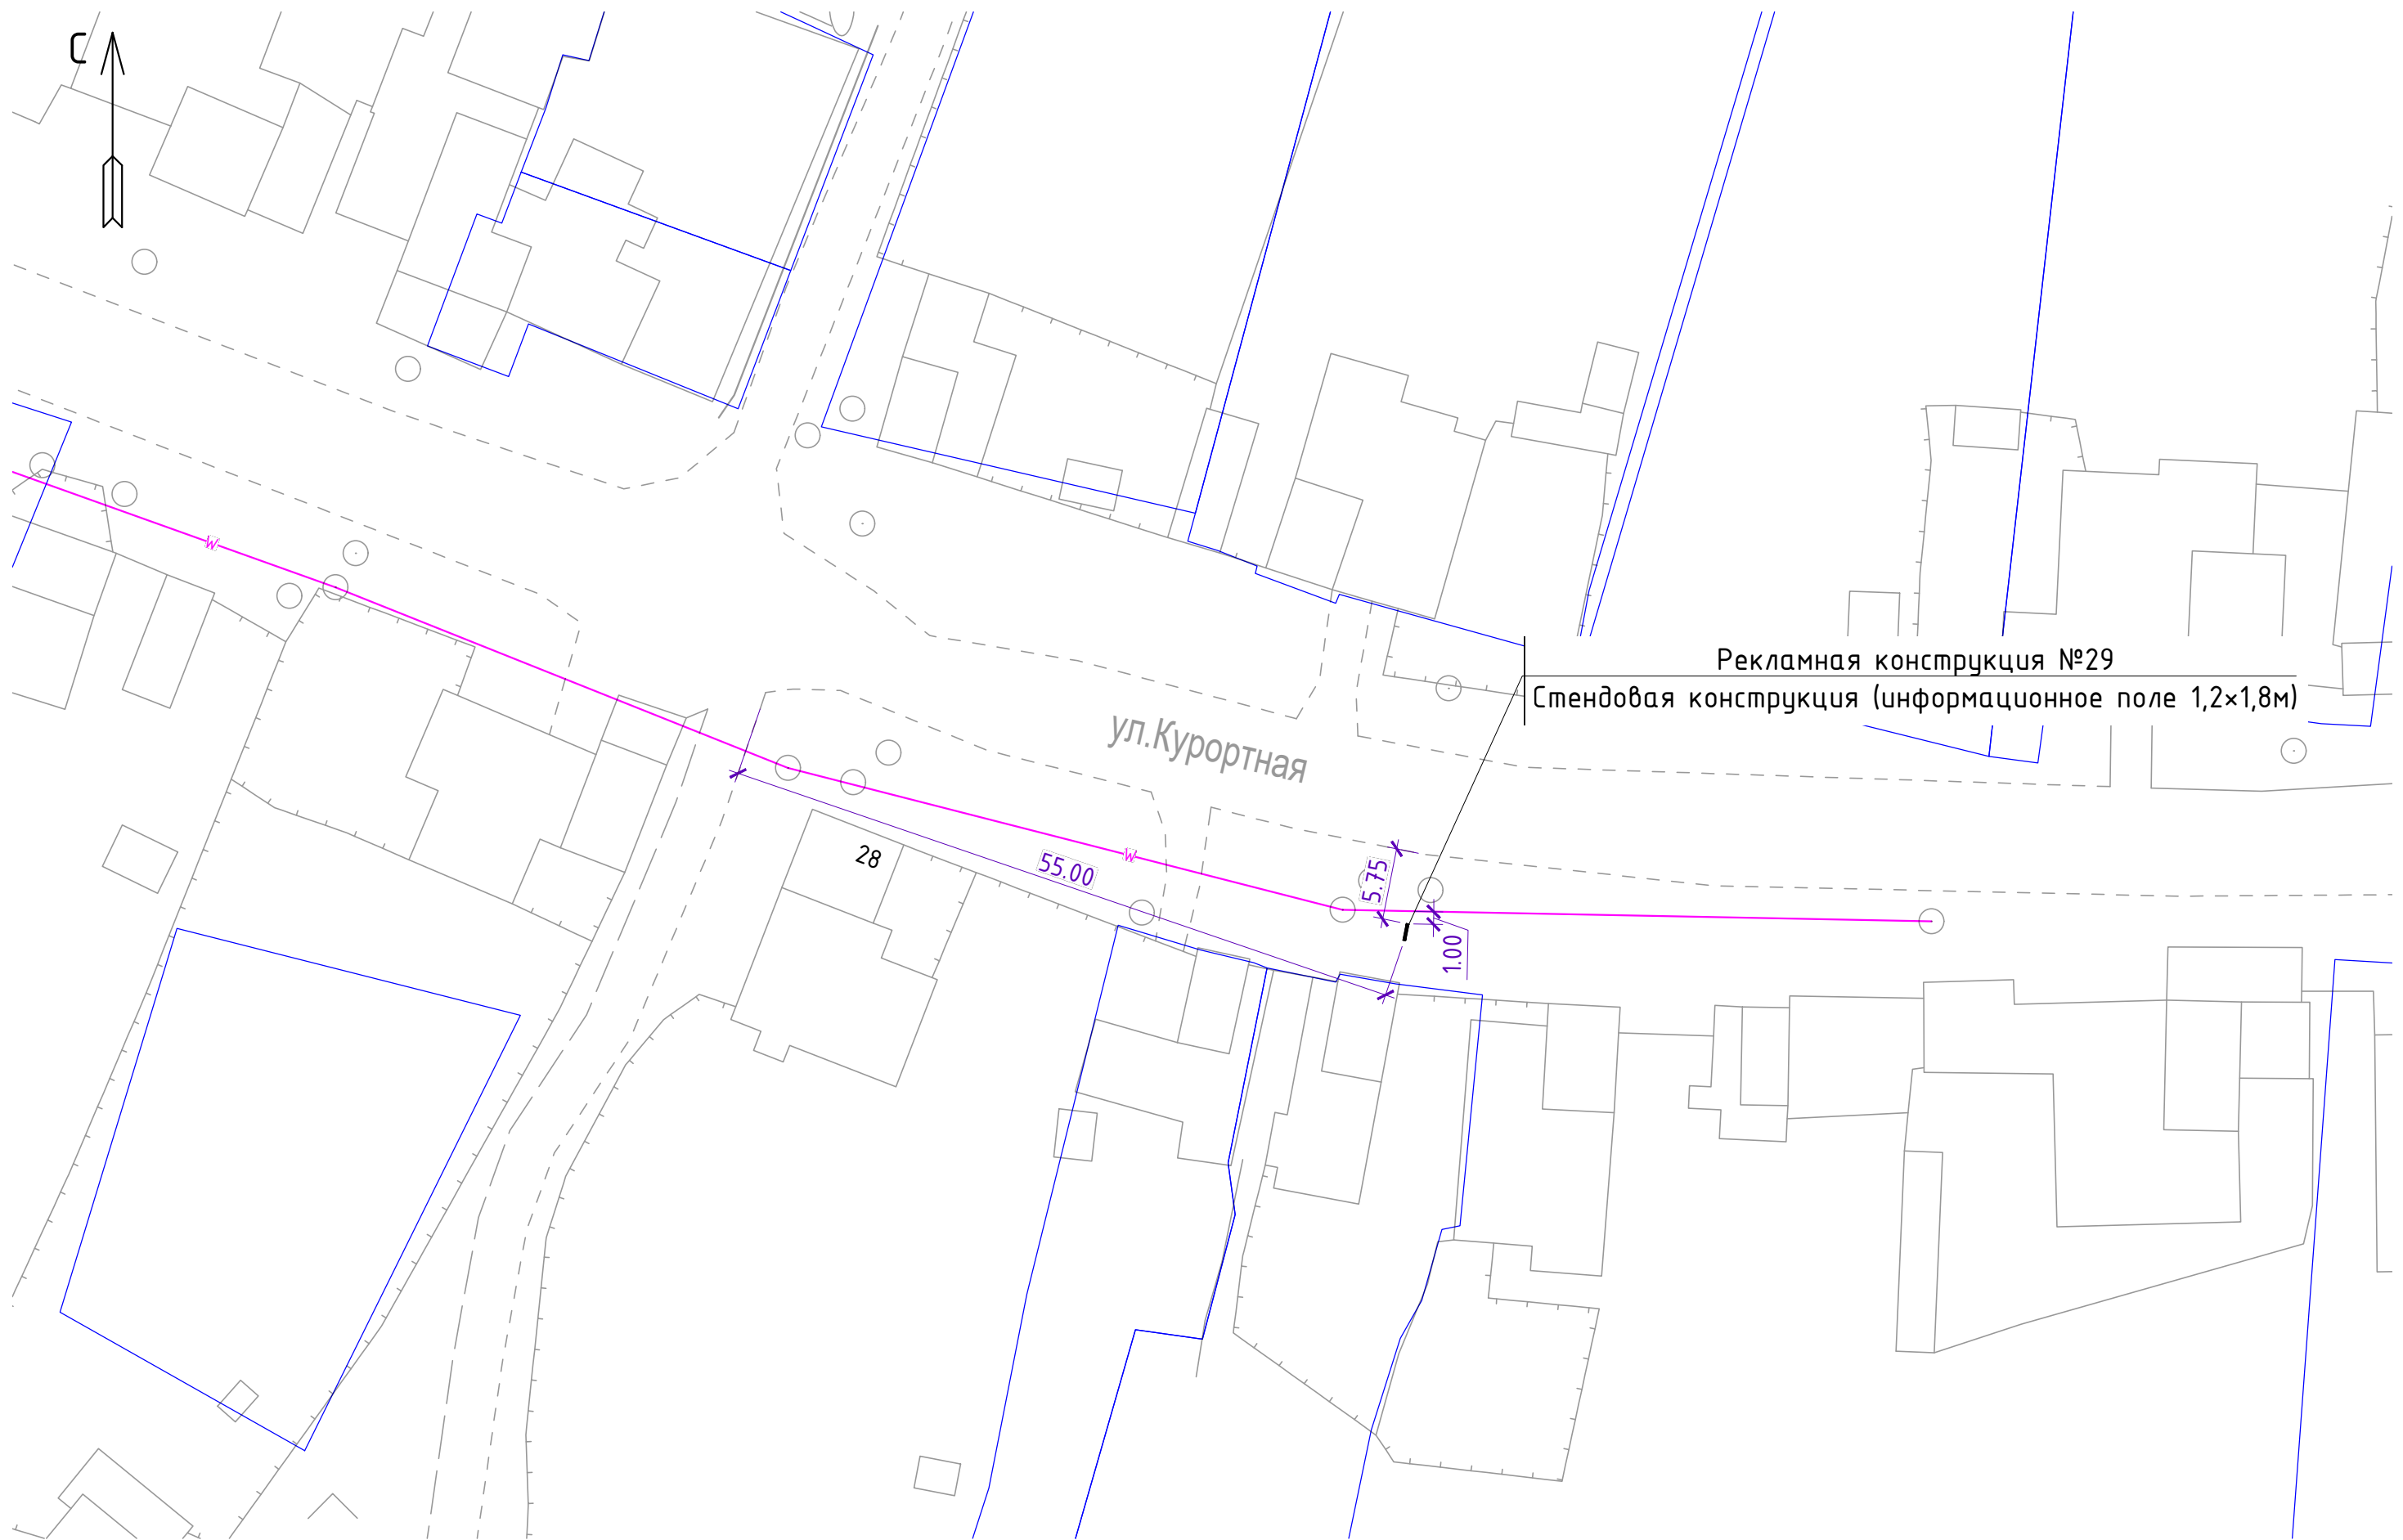 С
W
Рекламная конструкция №29
Стендовая конструкция (информационное поле 1,2×1,8м)
ул.Курортная
28
55.00
W
5.75
1.00